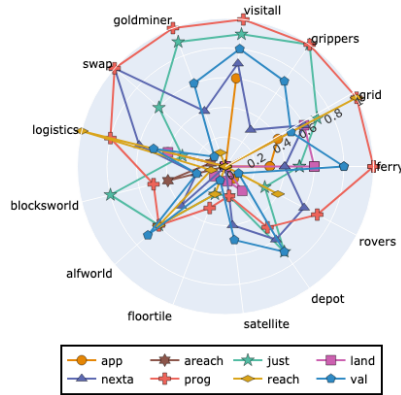 visitall
goldminer
grippers
swap
grid
0.8
0.6
0.4
0.2
0
logistics
ferry
blocksworld
rovers
alfworld
depot
floortile
satellite
app areach just land
nexta prog reach val